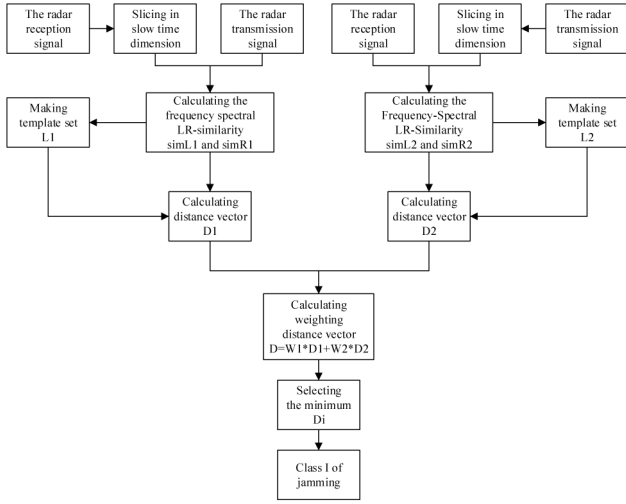 The radar
reception
signal
Slicing in
slow time
dimension
The radar
transmission
signal
The radar
reception
signal
Slicing in
slow time
dimension
The radar
transmission
signal
Making
template set
L1
Calculating the
frequency spectral
LR-similarity
simL1 and simR1
Calculating the
Frequency-Spectral
LR-Similarity
simL2 and simR2
Making
template set
L2
Calculating
distance vector
D1
Calculating
distance vector
D2
Calculating
weighting
distance vector
D=W1*D1+W2*D2
Selecting
the minimum
Di
Class I of
jamming